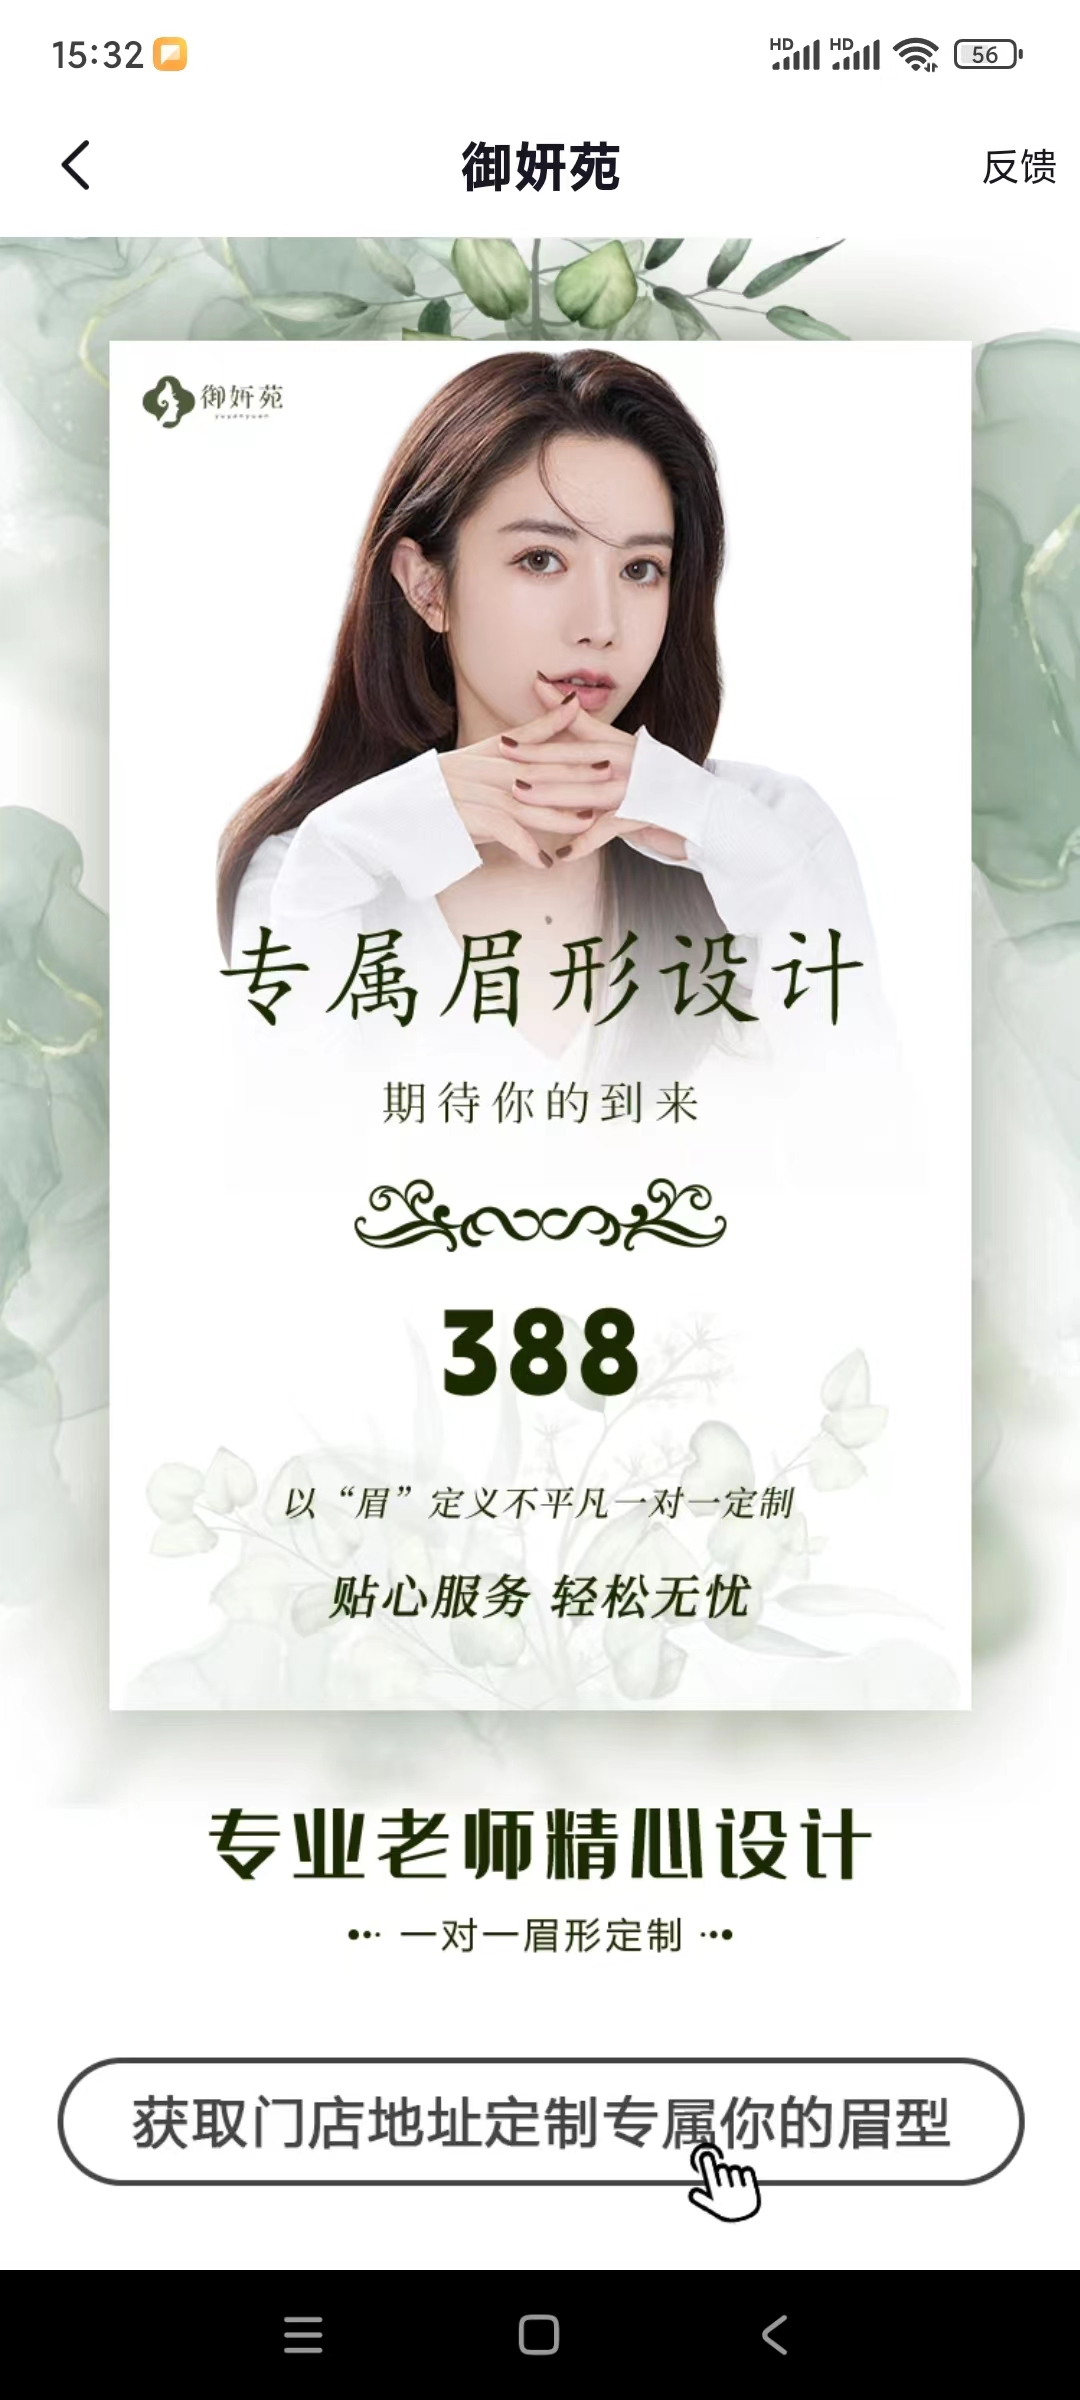 15:32
HD HD 56
御妍苑
反馈
御妍苑
yuyanyuan
专属眉形设计
期待你的到来
388
以“眉”定义不平凡一对一定制
贴心服务 轻松无忧
专业老师精心设计
一对一眉形定制
获取门店地址定制专属你的眉型